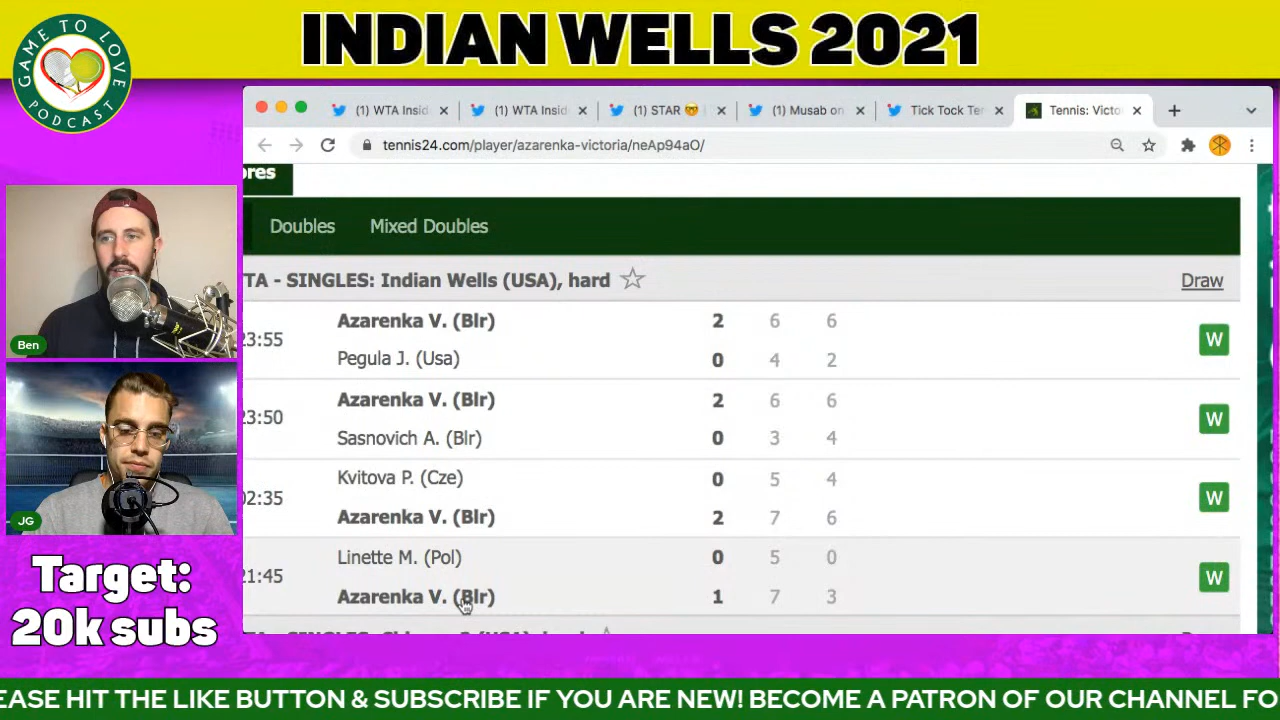 INDIAN WELLS 2021
GAME TO LOVE
PODCAST
(1) WTA Insid
(1) WTA Insid
(1) STAR 🤓
(1) Musab on
Tick Tock Ter
Tennis: Victo
tennis24.com/player/azarenka-victoria/neAp94aO/
ores
Doubles Mixed Doubles
TA - SINGLES: Indian Wells (USA), hard Draw
23:55
Azarenka V. (Blr) 2 6 6
Pegula J. (Usa) 0 4 2
W
23:50
Azarenka V. (Blr) 2 6 6
Sasnovich A. (Blr) 0 3 4
W
02:35
Kvitova P. (Cze) 0 5 4
Azarenka V. (Blr) 2 7 6
W
21:45
Linette M. (Pol) 0 5 0
Azarenka V. (Blr) 1 7 3
W
Ben
JG
Target:
20k subs
EASE HIT THE LIKE BUTTON & SUBSCRIBE IF YOU ARE NEW! BECOME A PATRON OF OUR CHANNEL FO